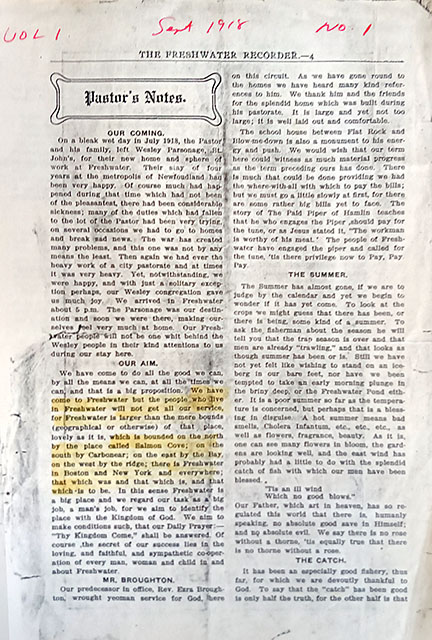 VOL 1
Sept 1918
NO. 1
THE FRESHWATER RECORDER.—4
Pastor's Notes.
OUR COMING.
On a bleak wet day in July 1918, the Pastor
and his family, left Wesley Parsonage, St.
John's, for their new home and sphere of
work at Freshwater. Their stay of four
years at the metropolis of Newfoundland had
been very happy. Of course much had hap-
pened during that time which had not been
of the pleasantest, there had been considerable
sickness; many of the duties which had fallen
to the lot of the Pastor had been very trying,
on several occasions we had to go to homes
and break sad news. The war has created
many problems, and this one was not by any
means the least. Then again we had ever the
heavy work of a city pastorate and at times
it was very heavy. Yet, notwithstanding, we
were happy, and with just a solitary excep-
tion perhaps, our Wesley congregation gave
us much joy. We arrived in Freshwater
about 5 p.m. The Parsonage was our desti-
nation and soon we were there, making our-
selves feel very much at home. Our Fresh-
water people will not be one whit behind the
Wesley people in their kind attentions to us
during our stay here.
OUR AIM.
We have come to do all the good we can,
by all the means we can, at all the times we
can, and that is a big proposition. We have
come to Freshwater but the people who live
in Freshwater will not get all our service,
for Freshwater is larger than the mere bounds
(geographical or otherwise) of that place,
lovely as it is, which is bounded on the north
by the place called Salmon Cove; on the
south by Carbonear; on the east by the Bay,
on the west by the ridge; there is Freshwater
in Boston and New York and everywhere;
that which was and that which is, and that
which is to be. In this sense Freshwater is
a big place and we regard our task as a big
job, a man's job, for we aim to identify the
place with the Kingdom of God. We aim to
make conditions such, that our Daily Prayer:—
"Thy Kingdom Come," shall be answered. Of
course the secret of our success lies in the
loving, and faithful, and sympathetic co-oper-
ation of every man, woman and child in and
about Freshwater.
MR. BROUGHTON.
Our predecessor in office, Rev. Ezra Brough-
ton, wrought yeoman service for God, here
on this circuit. As we have gone round to
the homes we have heard many kind refer-
ences to him. We thank him and the friends
for the splendid home which was built during
his pastorate. It is large and yet not too
large; it is well laid out and comfortable.
The school house between Flat Rock and
Blow-me-down is also a monument to his ener-
gy and push. We would wish that our term
here could witness as much material progress
as the term preceding ours has done. There
is much that could be done providing we had
the where-with-all with which to pay the bills;
but we must go a little slowly at first, for there
are some rather big bills yet to face. The
story of The Paid Piper of Hamlin teaches
that he who engages the Piper should pay for
the tune, or as Jesus stated it, "The workman
is worthy of his meat." The people of Fresh-
water have engaged the piper and called for
the tune, 'tis there privilege now to Pay, Pay
Pay.
THE SUMMER.
The Summer has almost gone, if we are to
judge by the calendar and yet we begin to
wonder if it has yet come. To look at the
crops we might guess that there has been, or
there is being, some kind of a summer. To
ask the fisherman about the season he will
tell you that the trap season is over and that
men are already "trawling," and that looks as
though summer has been or is. Still we have
not yet felt like wishing to stand on an ice-
berg in our bare feet, nor have we been
tempted to take an early morning plunge in
the briny deep, or the Freshwater Pond eith-
er. It is a poor summer so far as the tempera-
ture is concerned, but perhaps that is a bless-
ing in disguise. A hot summer means bad
smells, Cholera Infantum, etc., etc., etc., as
well as flowers, fragrance, beauty. As it is,
one can see many flowers in bloom, the gard-
ens are looking well, and the east wind has
probably had a little to do with the splendid
catch of fish with which our men have been
blessed.
'Tis an ill wind
Which no good blows."
Our Father, which art in heaven, has so re-
gulated this world that there is, humanly
speaking, no absolute good save in Himself;
and no absolute evil. We say there is no rose
without a thorne, 'tis equally true that there
is no thorne without a rose.
THE CATCH.
It has been an especially good fishery, thus
far, for which we are devoutly thankful to
God. To say that the "catch" has been good
is only half the truth, for the other half is that